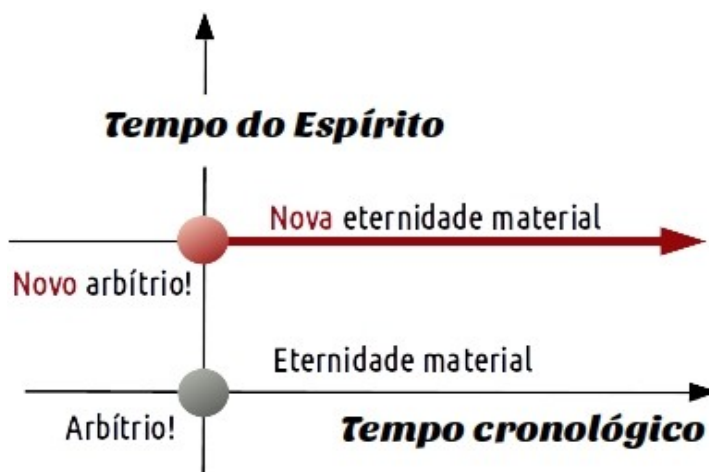 Tempo do Espírito
Nova eternidade material
Novo arbítrio!
Eternidade material
Arbítrio!
Tempo cronológico